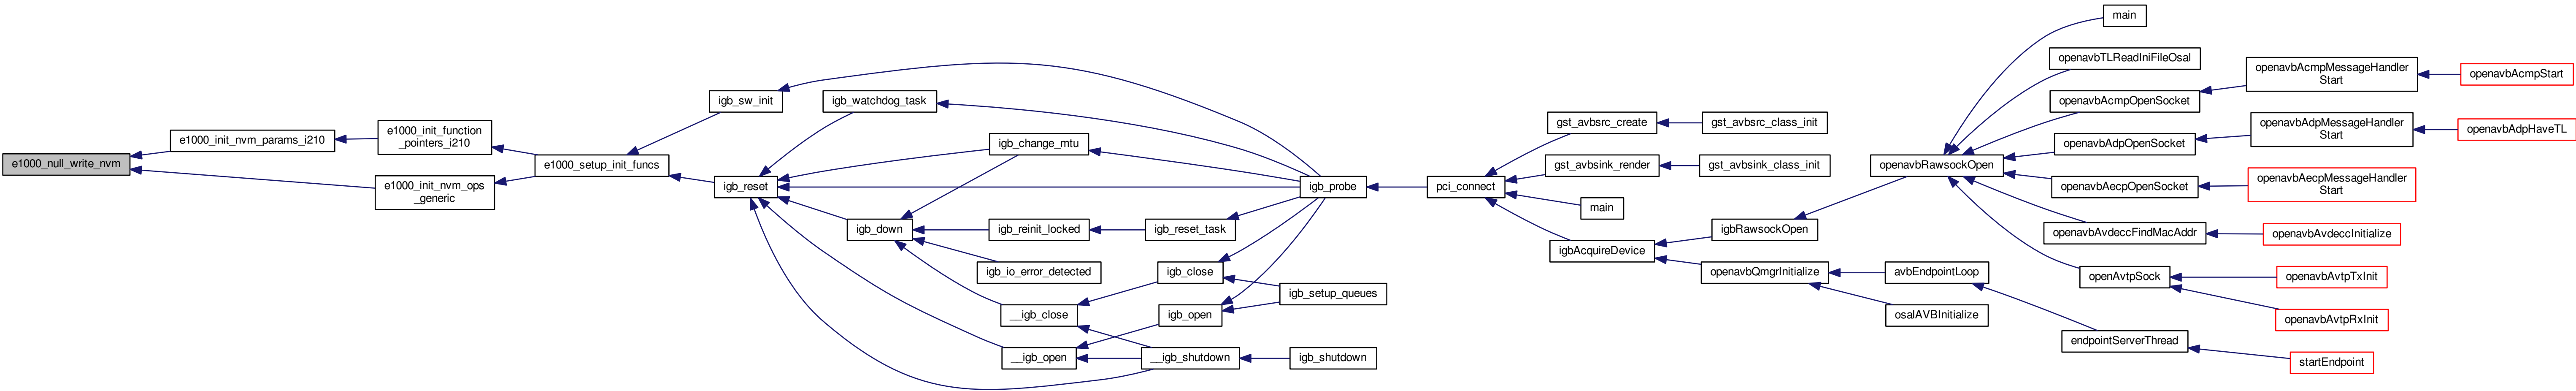 e1000_null_write_nvm
e1000_init_nvm_params_i210
e1000_init_function
_pointers_i210
e1000_init_nvm_ops
_generic
e1000_setup_init_funcs
igb_sw_init
igb_reset
igb_watchdog_task
igb_change_mtu
igb_down
igb_reinit_locked
igb_io_error_detected
__igb_close
__igb_open
igb_reset_task
igb_close
igb_open
__igb_shutdown
igb_probe
igb_setup_queues
igb_shutdown
pci_connect
gst_avbsrc_create
gst_avbsink_render
main
igbAcquireDevice
gst_avbsrc_class_init
gst_avbsink_class_init
igbRawsockOpen
openavbQmgrInitialize
openavbRawsockOpen
avbEndpointLoop
osalAVBInitialize
main
openavbTLReadIniFileOsal
openavbAcmpOpenSocket
openavbAdpOpenSocket
openavbAecpOpenSocket
openavbAvdeccFindMacAddr
openAvtpSock
endpointServerThread
openavbAcmpMessageHandler
Start
openavbAdpMessageHandler
Start
openavbAecpMessageHandler
Start
openavbAvdeccInitialize
openavbAvtpTxInit
openavbAvtpRxInit
startEndpoint
openavbAcmpStart
openavbAdpHaveTL